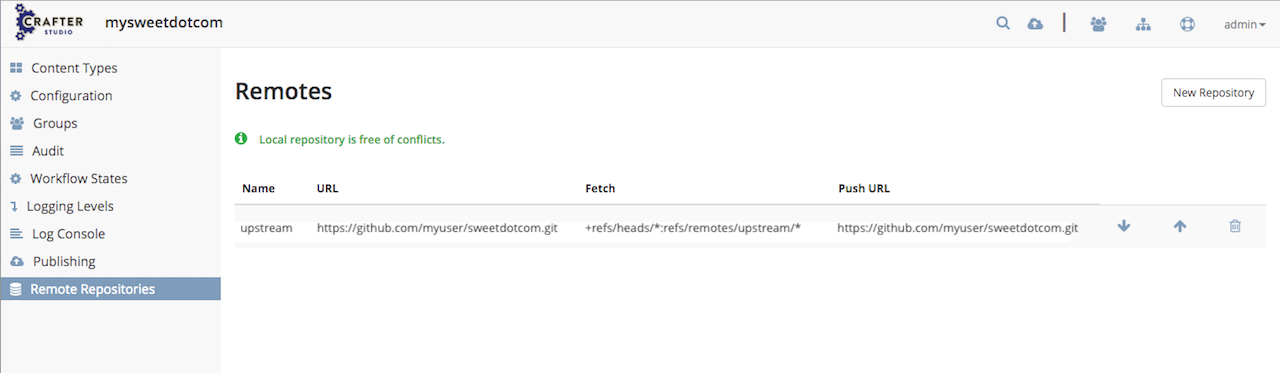 CRAFTER
STUDIO
mysweetdotcom
admin
Content Types
Configuration
Groups
Audit
Workflow States
Logging Levels
Log Console
Publishing
Remote Repositories
Remotes
New Repository
Local repository is free of conflicts.
Name URL Fetch Push URL
upstream https://github.com/myuser/sweetdotcom.git +refs/heads/*:refs/remotes/upstream/* https://github.com/myuser/sweetdotcom.git